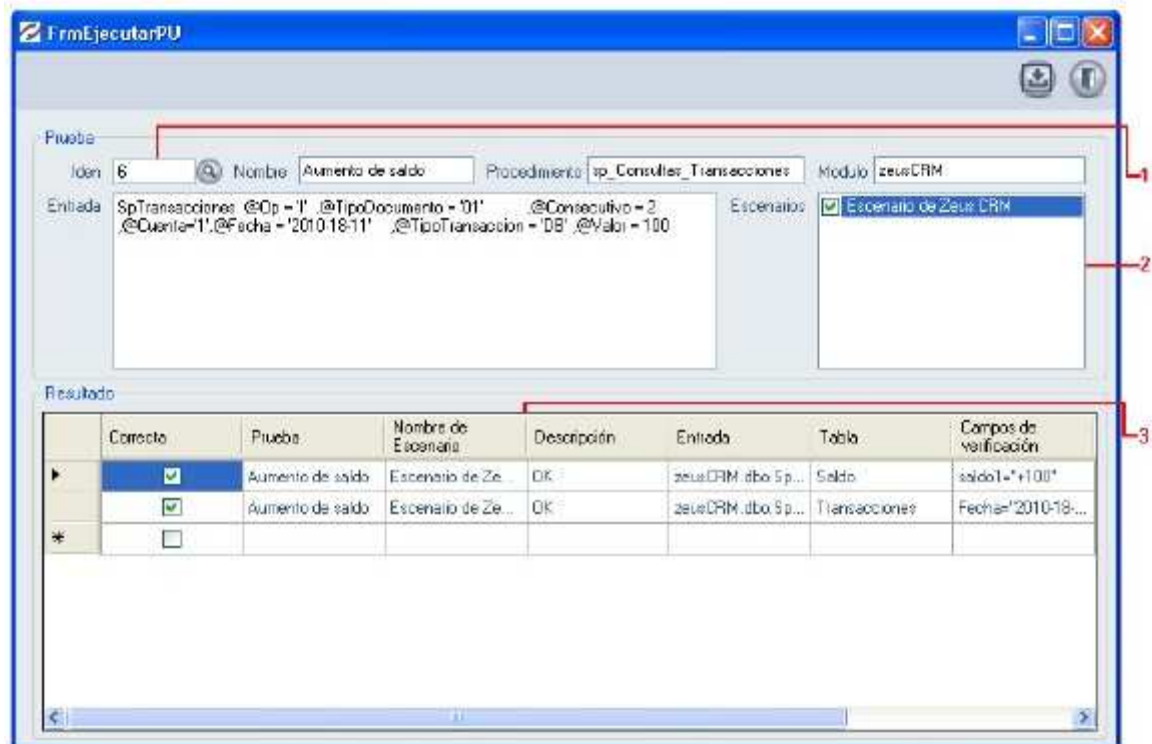 FrmEjecutarPU
Prueba
Iden 6 Nombre Aumento de saldo Procedimiento sp_Consultas_Transacciones Modulo zeusCRM
1
Entrada SpTransacciones @Op = 'I' ,@TipoDocumento = '01' ,@Consecutivo = 2
,@Cuenta='1',@Fecha = '2010-18-11' ,@TipoTransaccion = 'DB' ,@Valor = 100
Escenarios Escenario de Zeus CRM
2
Resultado
3
Correcta Prueba Nombre de Escenario Descripción Entrada Tabla Campos de verificación
Aumento de saldo Escenario de Ze... OK zeusCRM.dbo.Sp... Saldo saldo1="+100"
Aumento de saldo Escenario de Ze... OK zeusCRM.dbo.Sp... Transacciones Fecha="2010-18-...